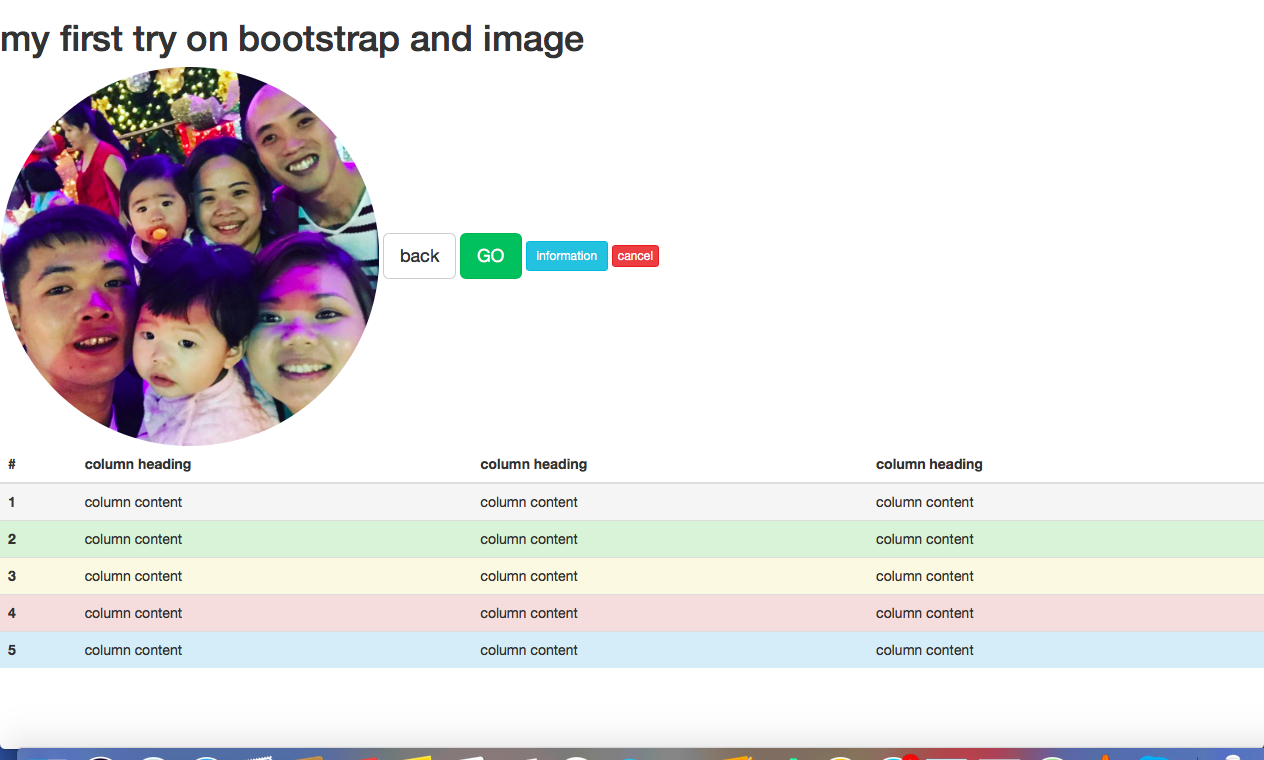 my first try on bootstrap and image
back GO information cancel
# column heading column heading column heading
1 column content column content column content
2 column content column content column content
3 column content column content column content
4 column content column content column content
5 column content column content column content